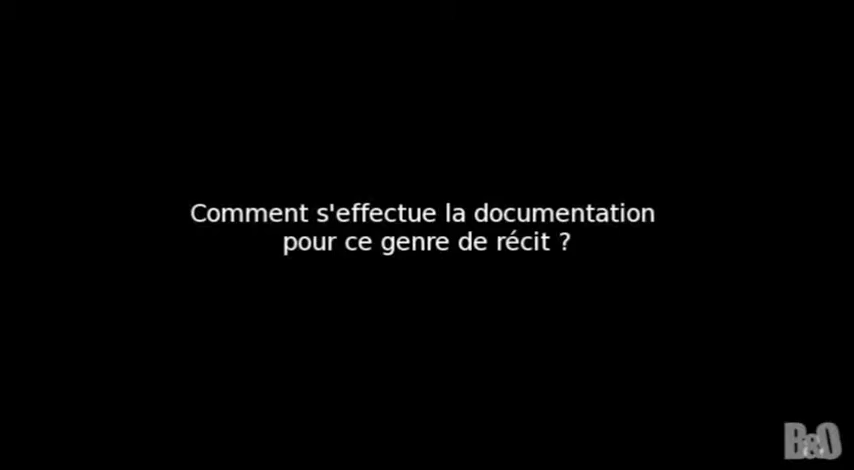 Comment s'effectue la documentation
pour ce genre de récit ?
B&O